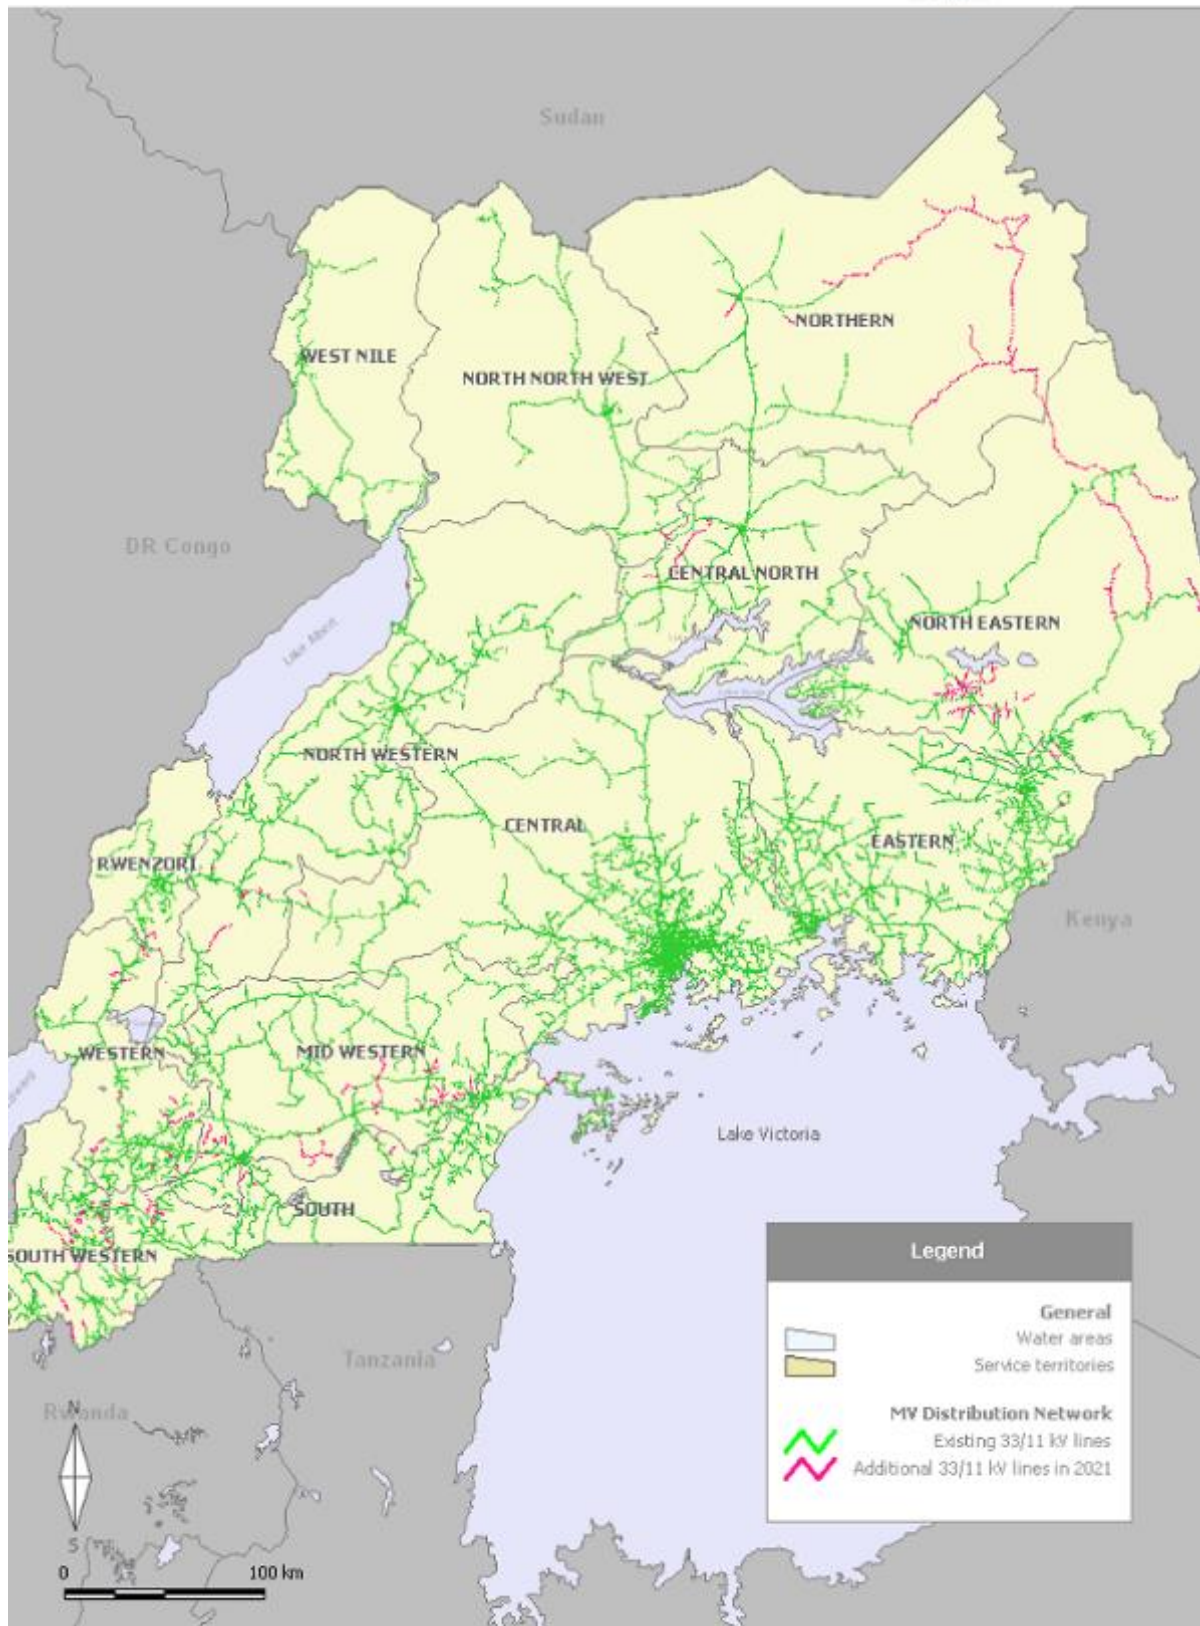 Sudan
WEST NILE
NORTH NORTH WEST
NORTHERN
DR Congo
CENTRAL NORTH
NORTH EASTERN
Lake Albert
NORTH WESTERN
CENTRAL
EASTERN
RWENZORI
Kenya
WESTERN
MID WESTERN
Lake Victoria
SOUTH
SOUTH WESTERN
Legend
General
Water areas
Service territories
MV Distribution Network
Existing 33/11 kV lines
Additional 33/11 kV lines in 2021
Tanzania
Rwonda
N
S
0 100 km